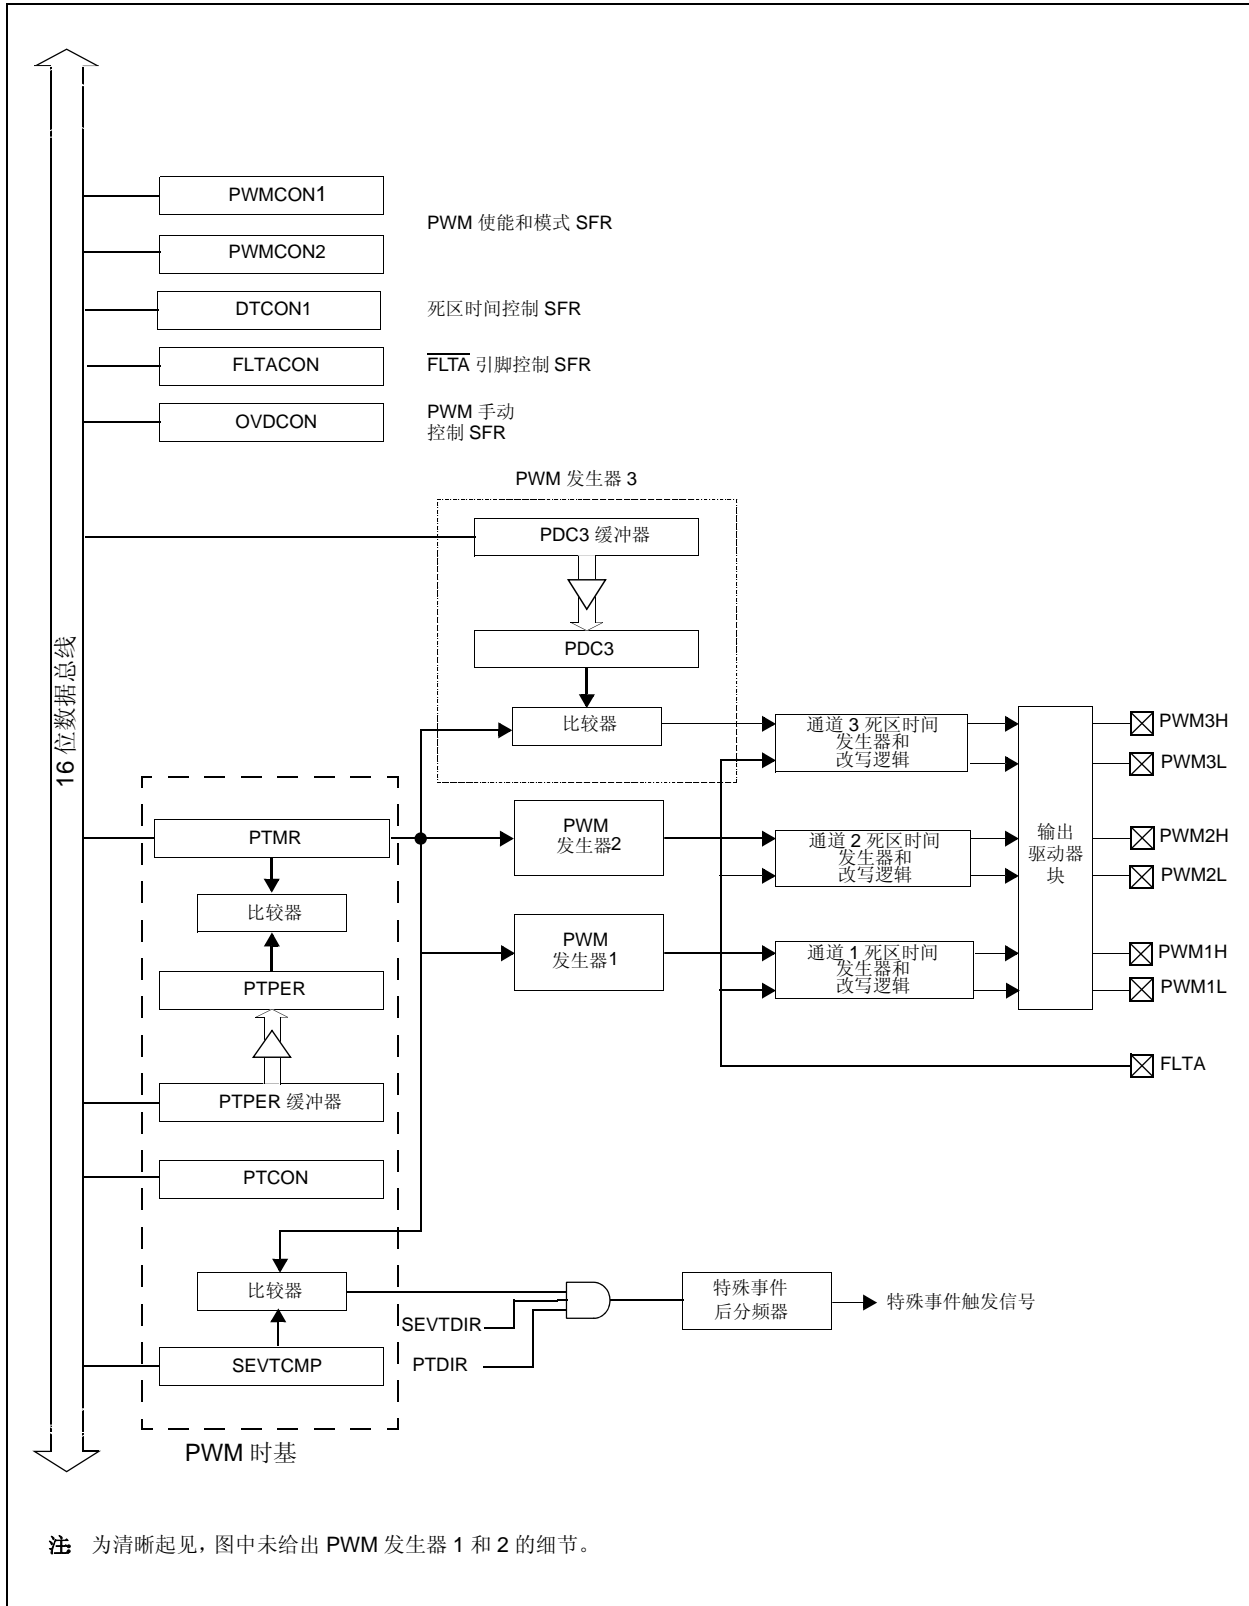 PWMCON1
PWM 使能和模式 SFR
PWMCON2
DTCON1
死区时间控制 SFR
FLTACON
FLTA 引脚控制 SFR
OVDCON
PWM 手动
控制 SFR
PWM 发生器 3
PDC3 缓冲器
PDC3
比较器
16 位数据总线
通道 3 死区时间
发生器和
改写逻辑
PWM3H
PWM3L
PTMR
PWM
发生器2
通道 2 死区时间
发生器和
改写逻辑
输出
驱动器
块
PWM2H
PWM2L
比较器
PWM
发生器1
通道 1 死区时间
发生器和
改写逻辑
PWM1H
PWM1L
PTPER
FLTA
PTPER 缓冲器
PTCON
比较器
SEVTDIR
PTDIR
特殊事件
后分频器
特殊事件触发信号
SEVTCMP
PWM 时基
注: 为清晰起见，图中未给出 PWM 发生器 1 和 2 的细节。